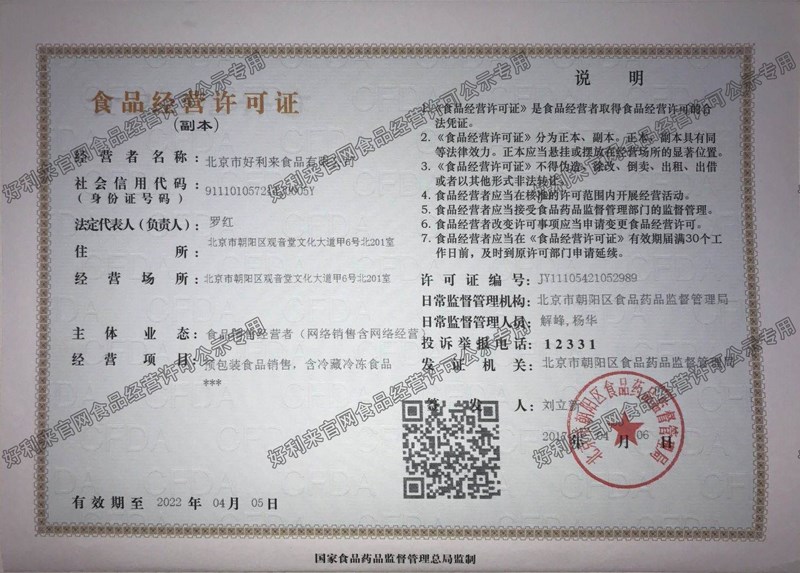 食品经营许可证
(副本)
经营者名称： 北京市好利来食品有限公司
社会信用代码： 
(身份证号码)
法定代表人（负责人）： 罗红
住所： 北京市朝阳区观音堂文化大道甲6号北201室
经营场所： 北京市朝阳区观音堂文化大道甲6号北201室
主体业态： 食品销售经营者（网络销售含网络经营）
经营项目： 预包装食品销售，含冷藏冷冻食品
***
有效期至 2022 年 04 月 05 日
说 明
1.《食品经营许可证》是食品经营者取得食品经营许可的合
法凭证。
2.《食品经营许可证》分为正本、副本。正本、副本具有同
等法律效力。正本应当悬挂或摆放在经营场所的显著位置。
3.《食品经营许可证》不得伪造、涂改、倒卖、出租、出借
或者以其他形式非法转让。
4. 食品经营者应当在核准的许可范围内开展经营活动。
5. 食品经营者应当接受食品药品监督管理部门的监督管理。
6. 食品经营者改变许可事项应当申请变更食品经营许可。
7. 食品经营者应当在《食品经营许可证》有效期届满30个工
作日前，及时到原许可部门申请延续。
许可证编号： JY11105421052989
日常监督管理机构： 北京市朝阳区食品药品监督管理局
日常监督管理人员： 解峰,杨华
投诉举报电话：12331
发证机关： 北京市朝阳区食品药品监督管理局
签发人： 刘立新
2017 年 04 月 06 日
北京市朝阳区食品药品监督管理局
国家食品药品监督管理总局监制
好利来官网食品经营许可公示专用
好利来官网食品经营许可公示专用
好利来官网食品经营许可公示专用
好利来官网食品经营许可公示专用